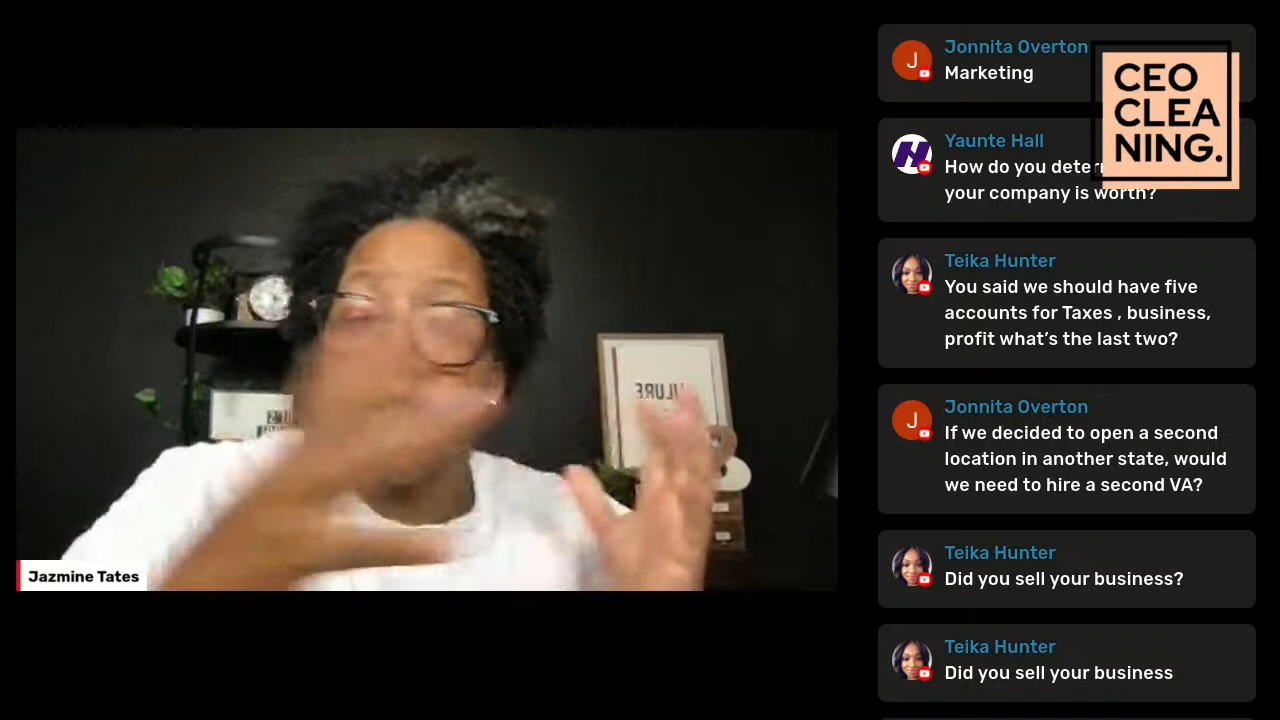 Jonnita Overton
Marketing
CEO
CLEA
NING.
Yaunte Hall
How do you deter
your company is worth?
Teika Hunter
You said we should have five
accounts for Taxes , business,
profit what’s the last two?
Jonnita Overton
If we decided to open a second
location in another state, would
we need to hire a second VA?
Teika Hunter
Did you sell your business?
Teika Hunter
Did you sell your business
Jazmine Tates